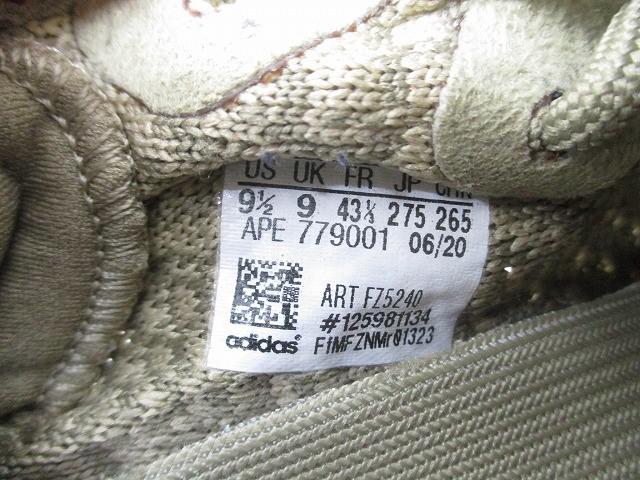 US UK FR JP CHN
9½ 9 43⅓ 275 265
APE 779001 06/20
ART FZ5240
#125981134
adidas F1MFZNMr01323